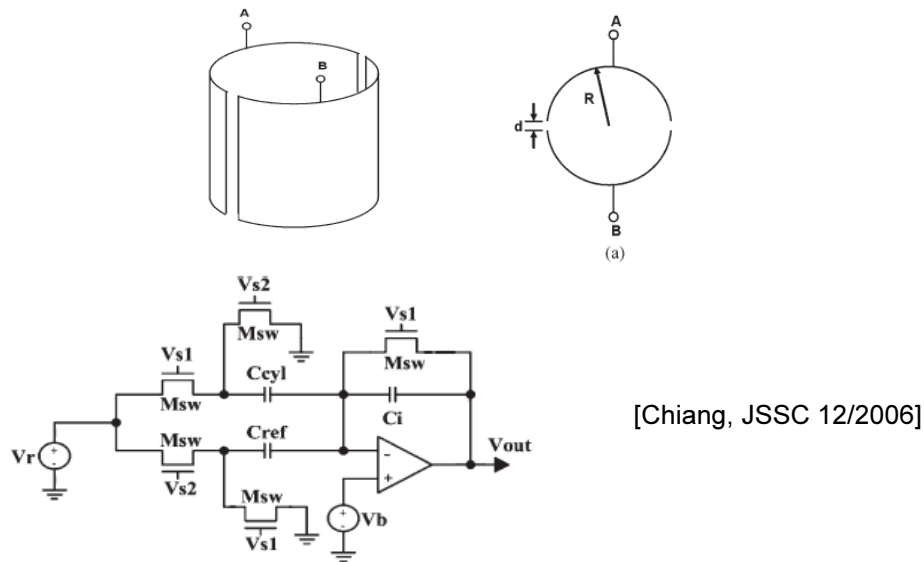 A
B
A
R
d
B
(a)
Vs2
Msw
Vs1
Vs1
Msw
Msw
Ccyl
Ci
Msw
Cref
Vr
Vs2
Msw
-
+
Vout
Vb
Vs1
[Chiang, JSSC 12/2006]